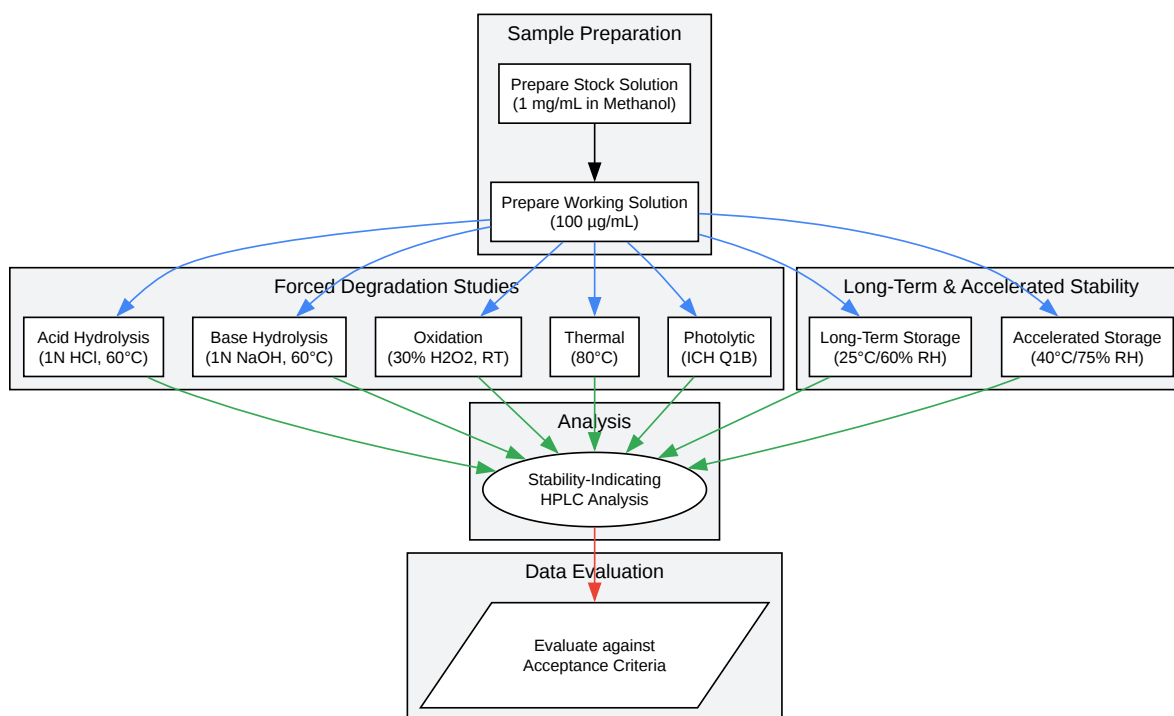 Sample Preparation
Prepare Stock Solution
(1 mg/mL in Methanol)
Prepare Working Solution
(100 µg/mL)
Forced Degradation Studies
Long-Term & Accelerated Stability
Acid Hydrolysis
(1N HCl, 60°C)
Base Hydrolysis
(1N NaOH, 60°C)
Oxidation
(30% H2O2, RT)
Thermal
(80°C)
Photolytic
(ICH Q1B)
Long-Term Storage
(25°C/60% RH)
Accelerated Storage
(40°C/75% RH)
Analysis
Stability-Indicating
HPLC Analysis
Data Evaluation
Evaluate against
Acceptance Criteria